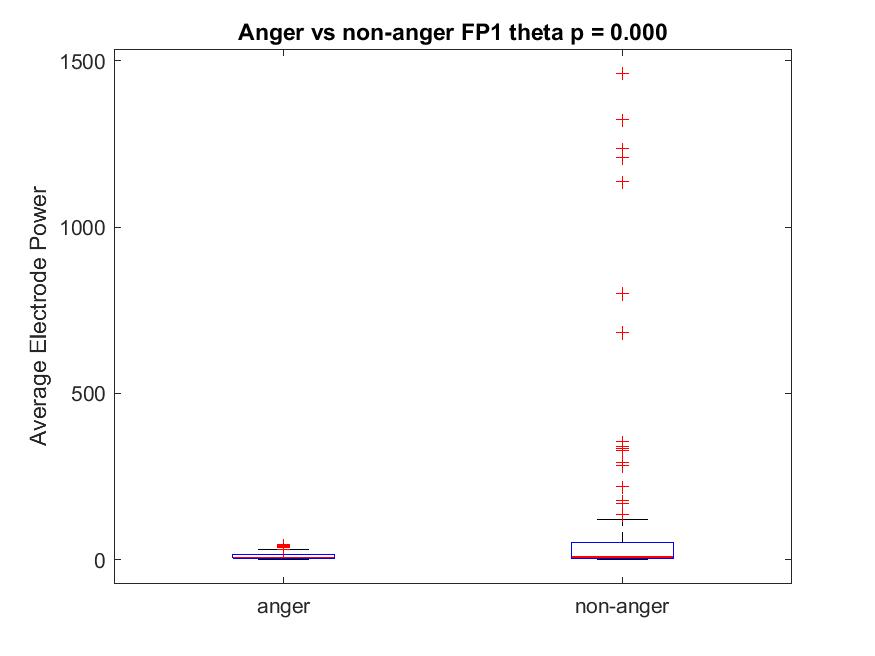 Anger vs non-anger FP1 theta p = 0.000
Average Electrode Power
1500
1000
500
0
anger
non-anger